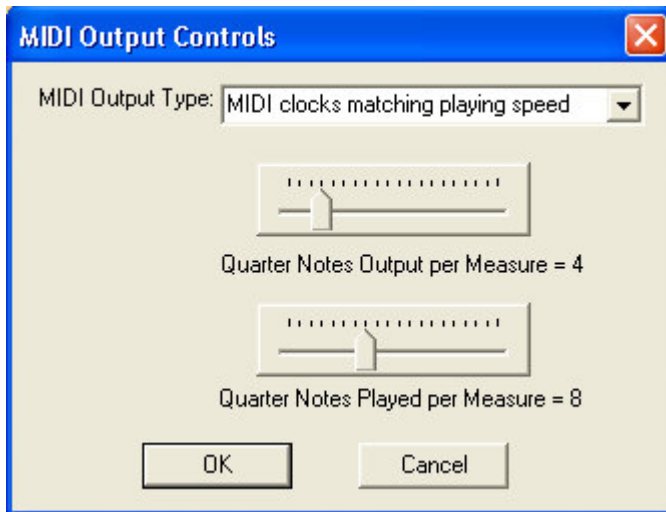 MIDI Output Controls
MIDI Output Type: MIDI clocks matching playing speed
Quarter Notes Output per Measure = 4
Quarter Notes Played per Measure = 8
OK Cancel